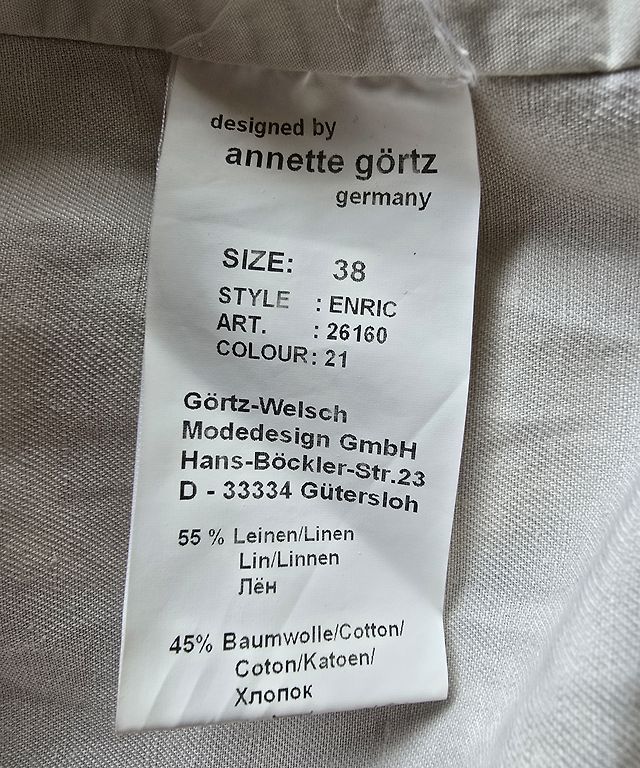 designed by
annette görtz
germany
SIZE: 38
STYLE : ENRIC
ART. : 26160
COLOUR: 21
Görtz-Welsch
Modedesign GmbH
Hans-Böckler-Str.23
D - 33334 Gütersloh
55 % Leinen/Linen
Lin/Linnen
Лён
45% Baumwolle/Cotton/
Coton/Katoen/
Хлопок